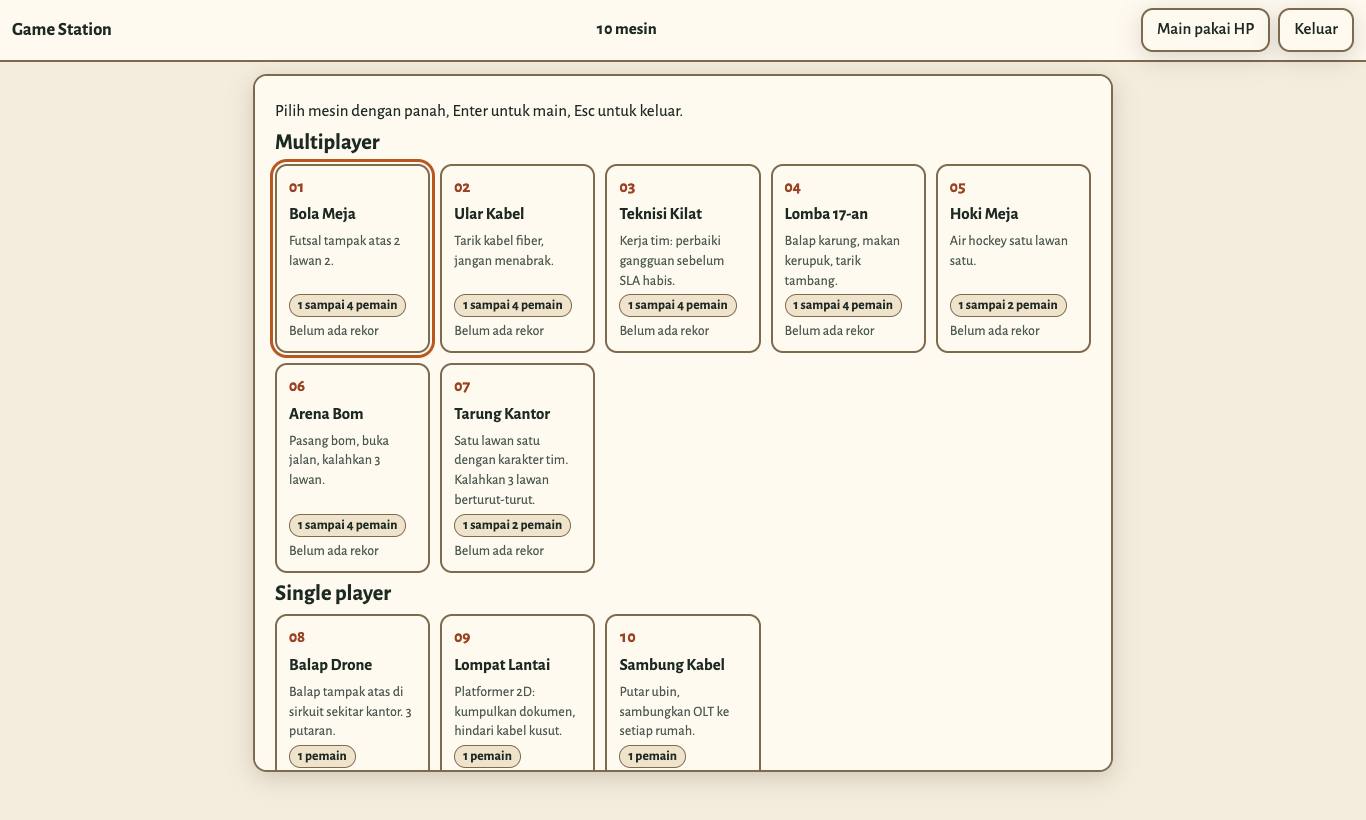 Game Station
10 mesin
Main pakai HP
Keluar
Pilih mesin dengan panah, Enter untuk main, Esc untuk keluar.
Multiplayer
01
Bola Meja
Futsal tampak atas 2
lawan 2.
1 sampai 4 pemain
Belum ada rekor
02
Ular Kabel
Tarik kabel fiber,
jangan menabrak.
1 sampai 4 pemain
Belum ada rekor
03
Teknisi Kilat
Kerja tim: perbaiki
gangguan sebelum
SLA habis.
1 sampai 4 pemain
Belum ada rekor
04
Lomba 17-an
Balap karung, makan
kerupuk, tarik
tambang.
1 sampai 4 pemain
Belum ada rekor
05
Hoki Meja
Air hockey satu lawan
satu.
1 sampai 2 pemain
Belum ada rekor
06
Arena Bom
Pasang bom, buka
jalan, kalahkan 3
lawan.
1 sampai 4 pemain
Belum ada rekor
07
Tarung Kantor
Satu lawan satu
dengan karakter tim.
Kalahkan 3 lawan
berturut-turut.
1 sampai 2 pemain
Belum ada rekor
Single player
08
Balap Drone
Balap tampak atas di
sirkuit sekitar kantor. 3
putaran.
1 pemain
09
Lompat Lantai
Platformer 2D:
kumpulkan dokumen,
hindari kabel kusut.
1 pemain
10
Sambung Kabel
Putar ubin,
sambungkan OLT ke
setiap rumah.
1 pemain